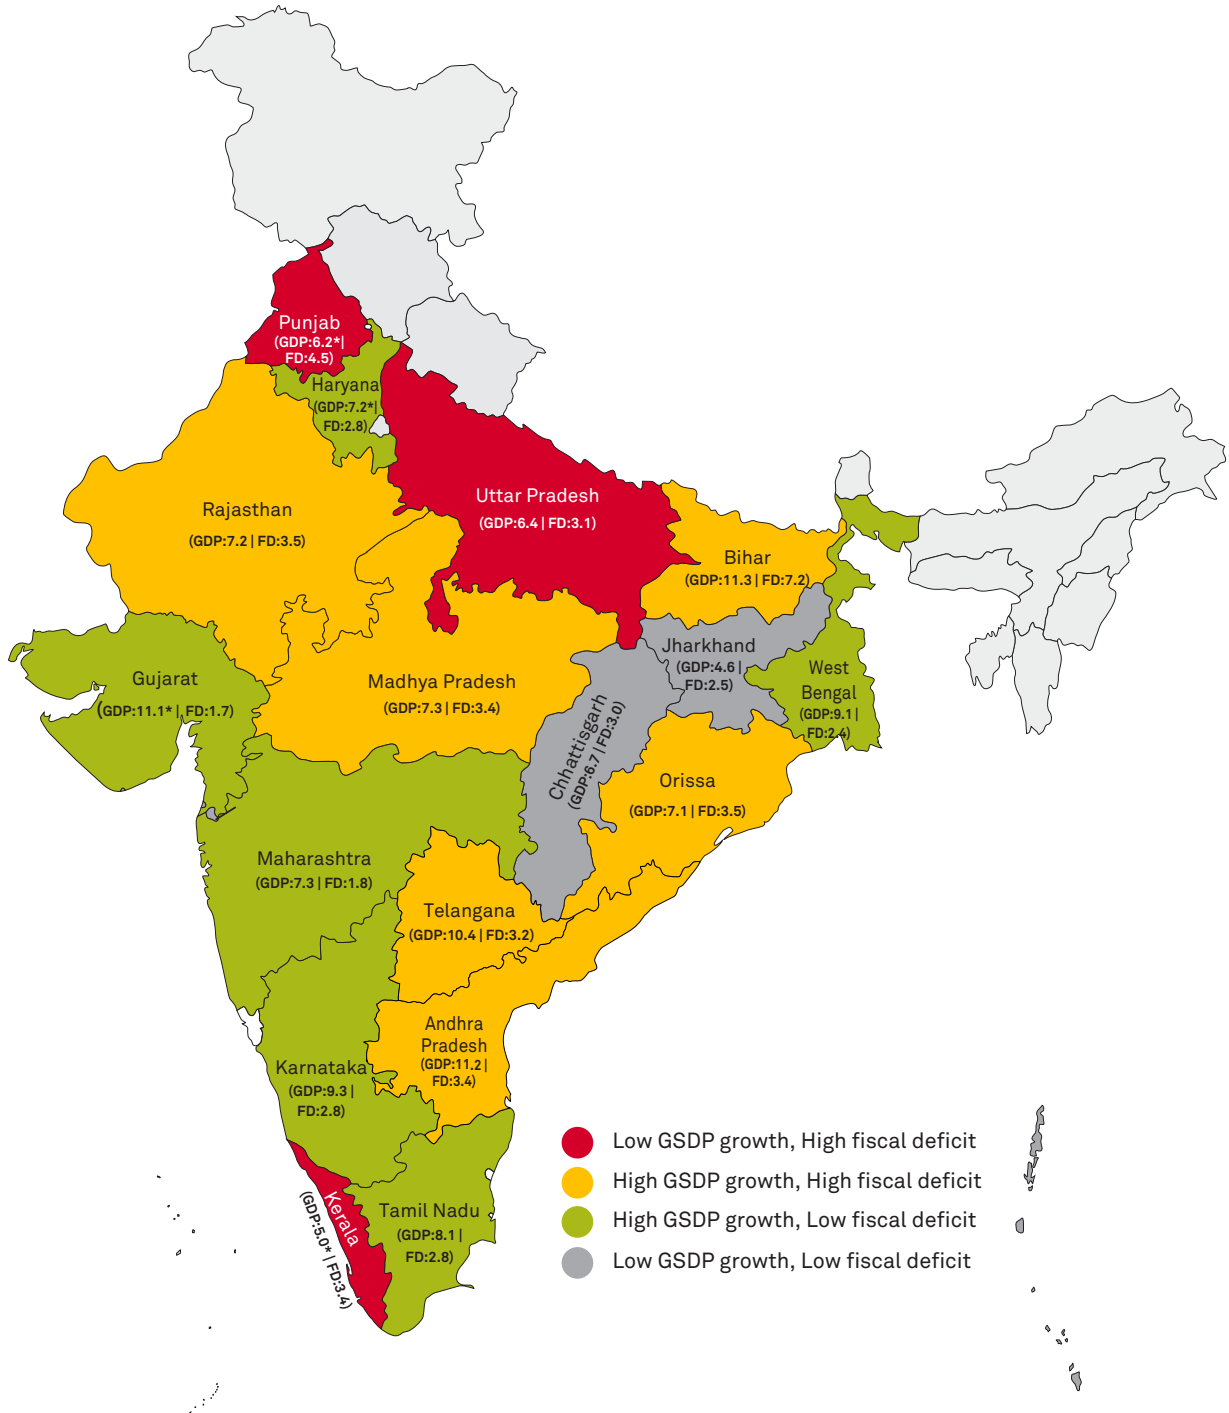 Punjab
(GDP:6.2*|
FD:4.5)
Haryana
(GDP:7.2*|
FD:2.8)
Uttar Pradesh
(GDP:6.4 | FD:3.1)
Rajasthan
(GDP:7.2 | FD:3.5)
Bihar
(GDP:11.3 | FD:7.2)
Jharkhand
(GDP:4.6 |
FD:2.5)
West
Bengal
(GDP:9.1 |
FD:2.4)
Gujarat
(GDP:11.1* | FD:1.7)
Madhya Pradesh
(GDP:7.3 | FD:3.4)
Chhattisgarh
(GDP:6.7 | FD:3.0)
Orissa
(GDP:7.1 | FD:3.5)
Maharashtra
(GDP:7.3 | FD:1.8)
Telangana
(GDP:10.4 | FD:3.2)
Andhra
Pradesh
(GDP:11.2 |
FD:3.4)
Karnataka
(GDP:9.3 |
FD:2.8)
Kerala
(GDP:5.0* | FD:3.4)
Tamil Nadu
(GDP:8.1 |
FD:2.8)
Low GSDP growth, High fiscal deficit
High GSDP growth, High fiscal deficit
High GSDP growth, Low fiscal deficit
Low GSDP growth, Low fiscal deficit